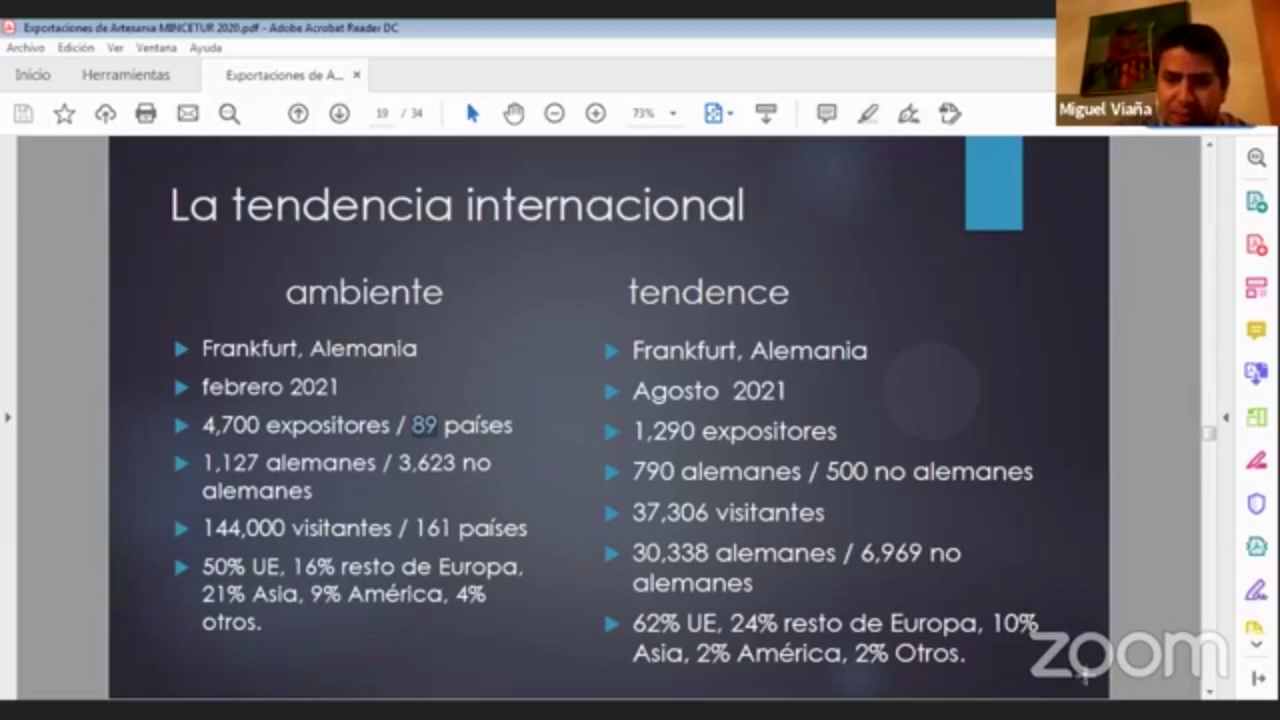 Exportaciones de Artesania MINCETUR 2020.pdf - Adobe Acrobat Reader DC
Archivo Edición Ver Ventana Ayuda
Inicio Herramientas Exportaciones de A... ×
19 / 34 73%
Miguel Viaña
La tendencia internacional
ambiente
Frankfurt, Alemania
febrero 2021
4,700 expositores / 89 países
1,127 alemanes / 3,623 no
alemanes
144,000 visitantes / 161 países
50% UE, 16% resto de Europa,
21% Asia, 9% América, 4%
otros.
tendence
Frankfurt, Alemania
Agosto 2021
1,290 expositores
790 alemanes / 500 no alemanes
37,306 visitantes
30,338 alemanes / 6,969 no
alemanes
62% UE, 24% resto de Europa, 10%
Asia, 2% América, 2% Otros.
zoom